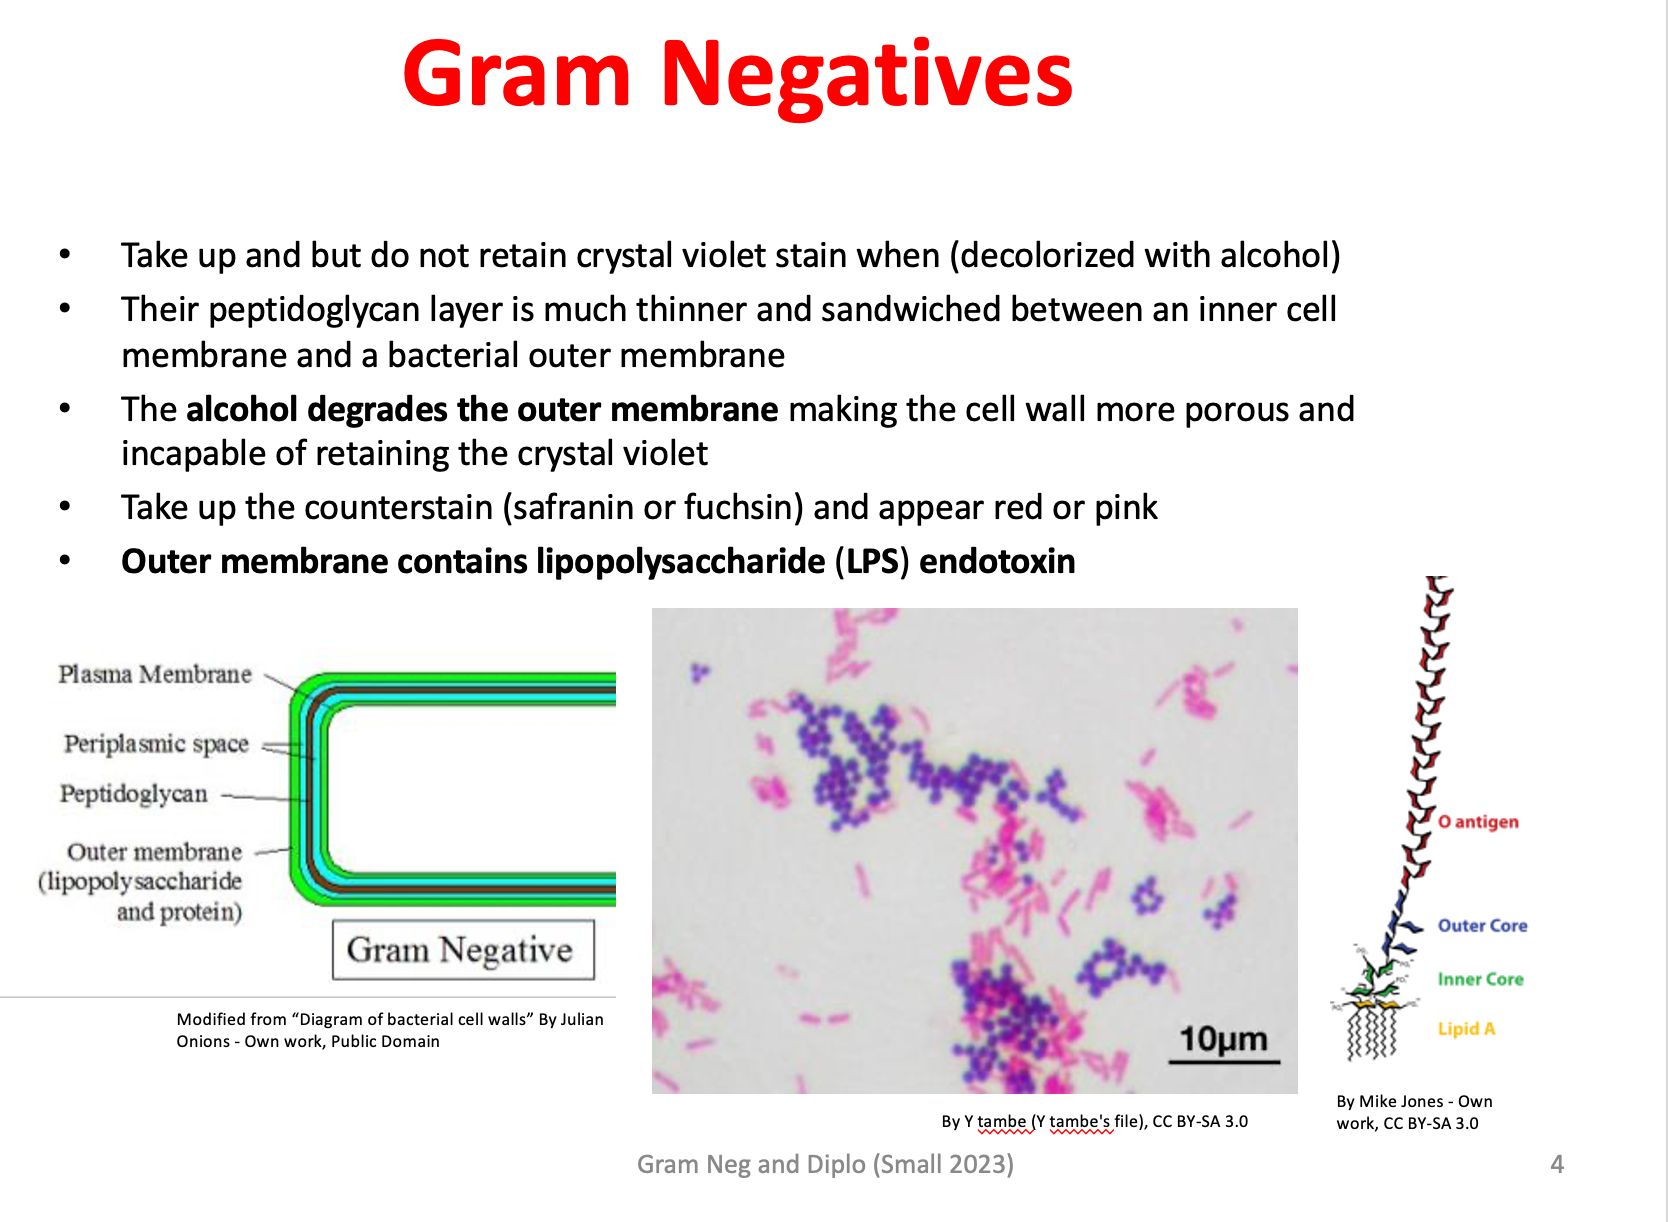 Gram Negatives
• Take up and but do not retain crystal violet stain when (decolorized with alcohol)
• Their peptidoglycan layer is much thinner and sandwiched between an inner cell
membrane and a bacterial outer membrane
• The alcohol degrades the outer membrane making the cell wall more porous and
incapable of retaining the crystal violet
• Take up the counterstain (safranin or fuchsin) and appear red or pink
• Outer membrane contains lipopolysaccharide (LPS) endotoxin
Plasma Membrane
Periplasmic space
Peptidoglycan
Outer membrane
(lipopolysaccharide
and protein)
Gram Negative
Modified from “Diagram of bacterial cell walls” By Julian
Onions - Own work, Public Domain
10µm
By Y tambe (Y tambe's file), CC BY-SA 3.0
O antigen
Outer Core
Inner Core
Lipid A
By Mike Jones - Own
work, CC BY-SA 3.0
Gram Neg and Diplo (Small 2023)
4